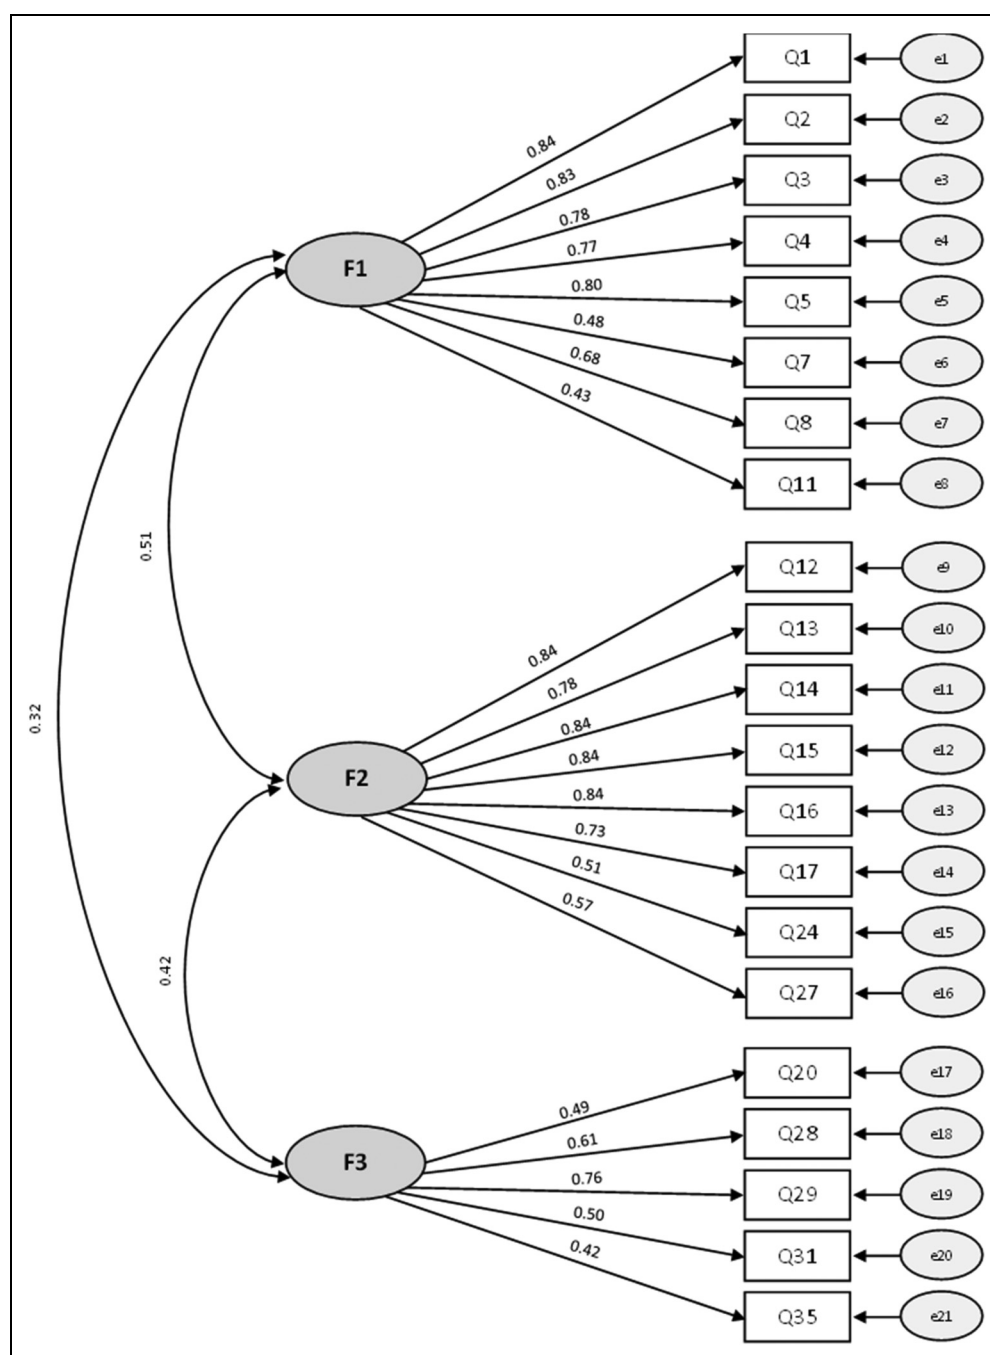 Q1 e1
0.84
Q2 e2
0.83
Q3 e3
0.78
Q4 e4
0.77
F1
0.80
Q5 e5
0.48
Q7 e6
0.68
Q8 e7
0.43
Q11 e8
0.51
Q12 e9
0.84
Q13 e10
0.78
Q14 e11
0.84
Q15 e12
0.84
F2
0.84
Q16 e13
0.73
Q17 e14
0.51
Q24 e15
0.57
Q27 e16
0.32
0.42
Q20 e17
0.49
Q28 e18
0.61
F3
0.76
Q29 e19
0.50
Q31 e20
0.42
Q35 e21